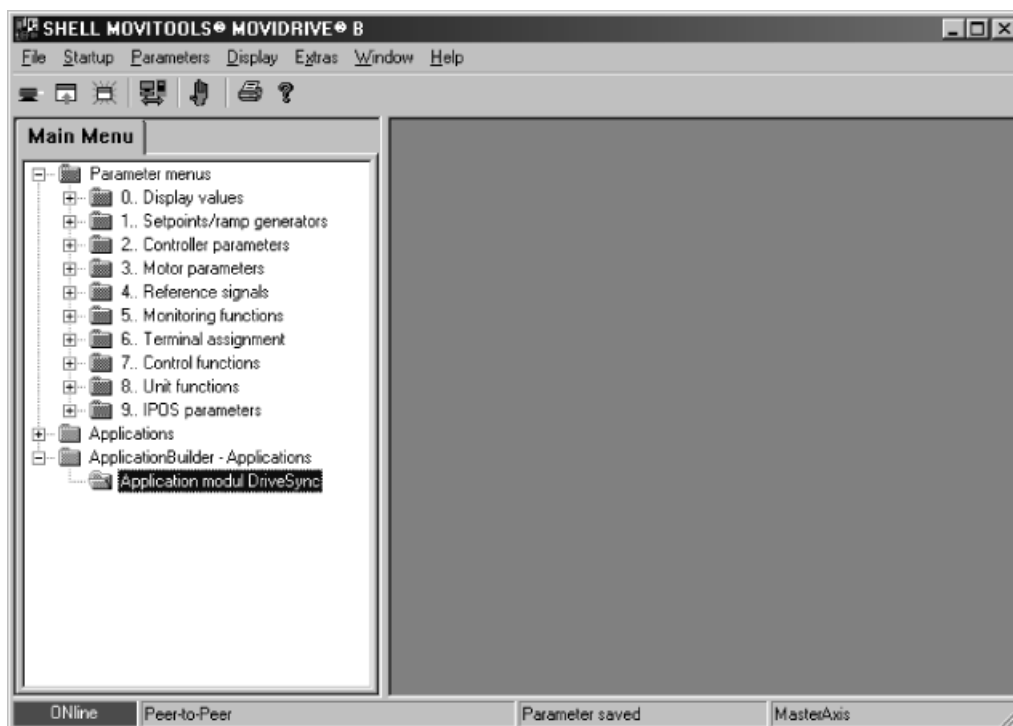 SHELL MOVITOOLS® MOVIDRIVE® B
File Startup Parameters Display Extras Window Help
Main Menu
Parameter menus
0.. Display values
1.. Setpoints/ramp generators
2.. Controller parameters
3.. Motor parameters
4.. Reference signals
5.. Monitoring functions
6.. Terminal assignment
7.. Control functions
8.. Unit functions
9.. IPOS parameters
Applications
ApplicationBuilder - Applications
Application modul DriveSync
ONline Peer-to-Peer Parameter saved MasterAxis